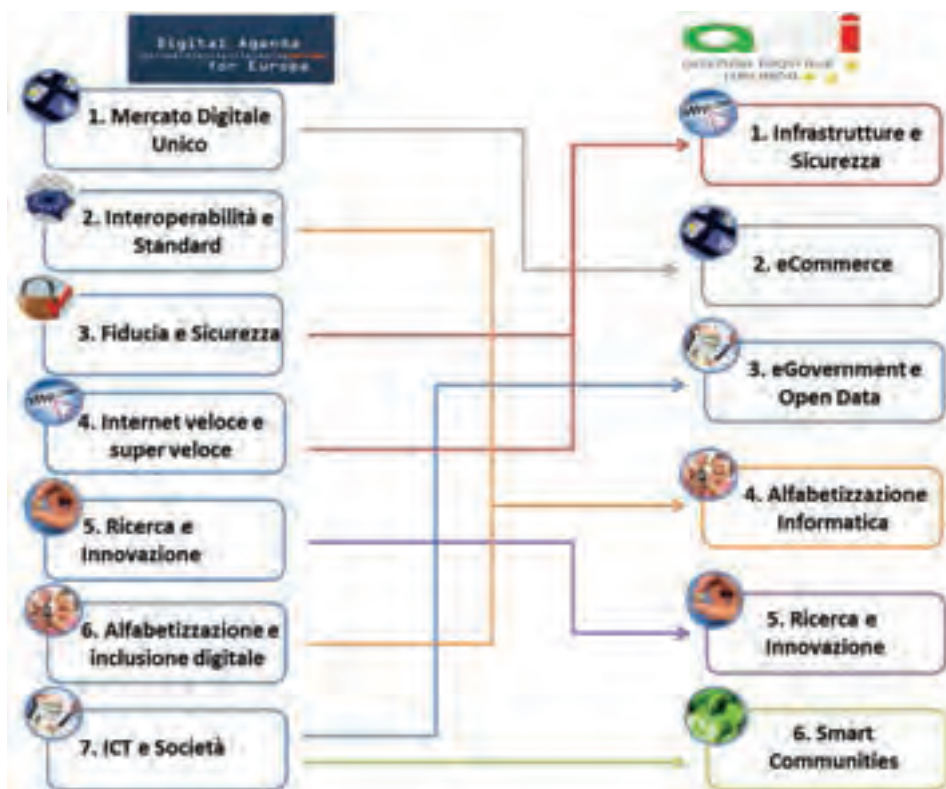 Digital Agenda
for Europe
1. Mercato Digitale
Unico
2. Interoperabilità e
Standard
3. Fiducia e Sicurezza
4. Internet veloce e
super veloce
5. Ricerca e
Innovazione
6. Alfabetizzazione e
inclusione digitale
7. ICT e Società
1. Infrastrutture e
Sicurezza
2. eCommerce
3. eGovernment e
Open Data
4. Alfabetizzazione
Informatica
5. Ricerca e
Innovazione
6. Smart
Communities